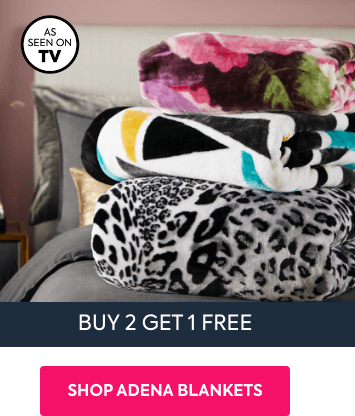 AS
SEEN ON
TV
BUY 2 GET 1 FREE
SHOP ADENA BLANKETS